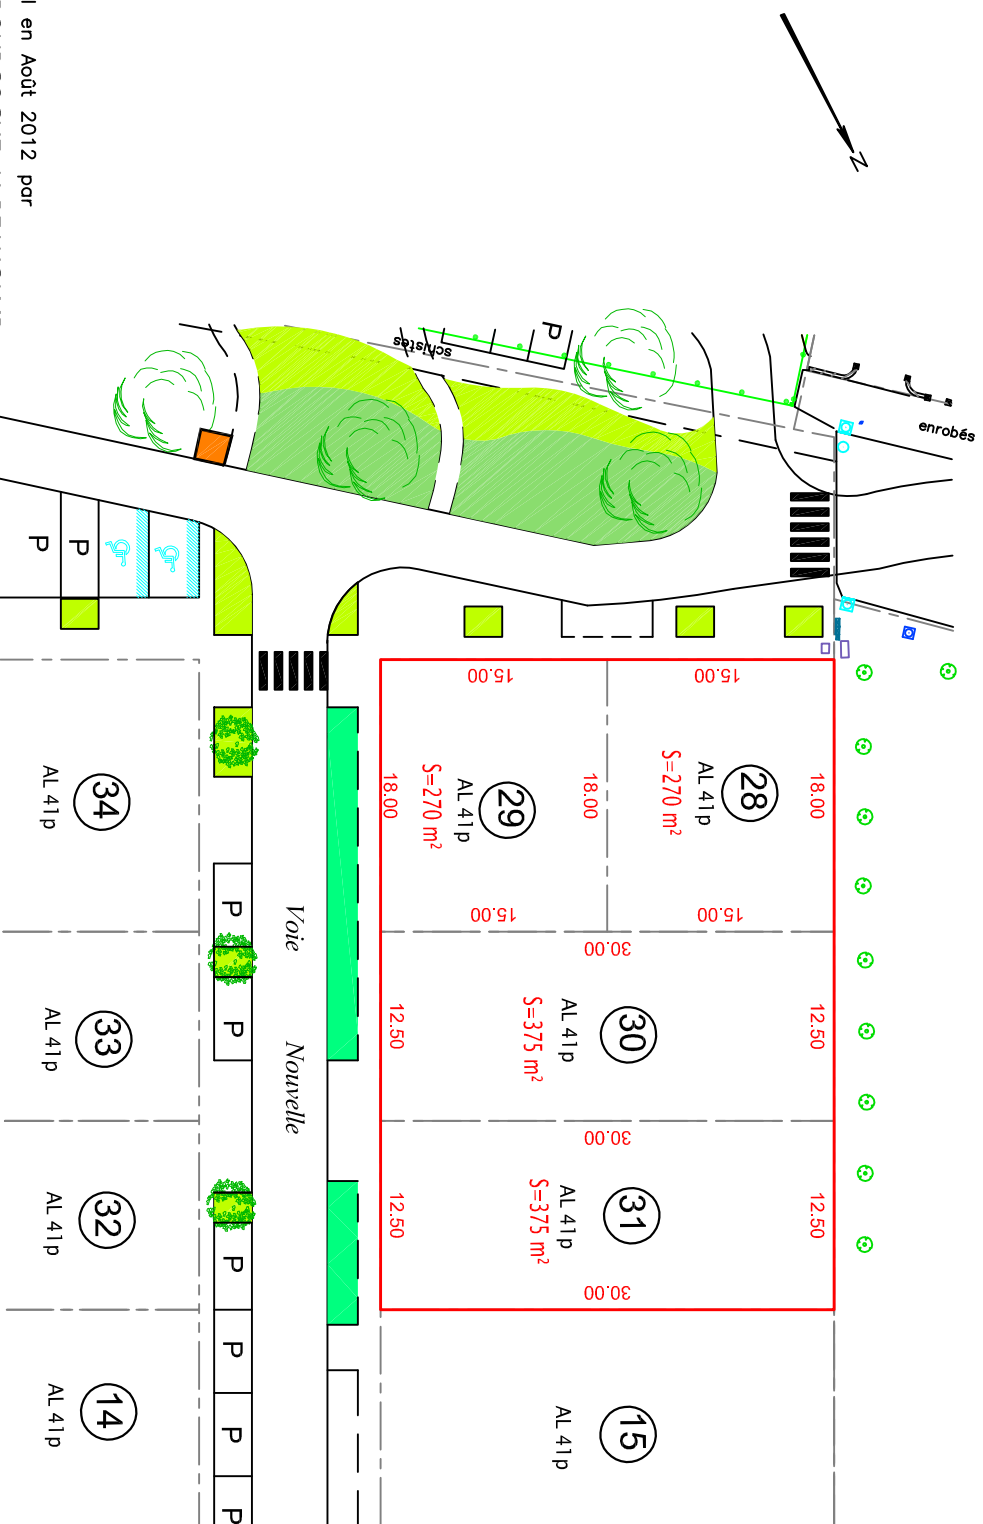 l en Août 2012 par
N
P
schistes
enrobés
P
P
15.00
15.00
18.00
29
AL 41p
S=270 m²
18.00
28
AL 41p
S=270 m²
18.00
15.00
15.00
34
AL 41p
P
Voie Nouvelle
30.00
12.50
30
AL 41p
S=375 m²
12.50
33
AL 41p
P
30.00
12.50
31
AL 41p
S=375 m²
12.50
30.00
32
AL 41p
P
P
14
AL 41p
P
P
15
AL 41p